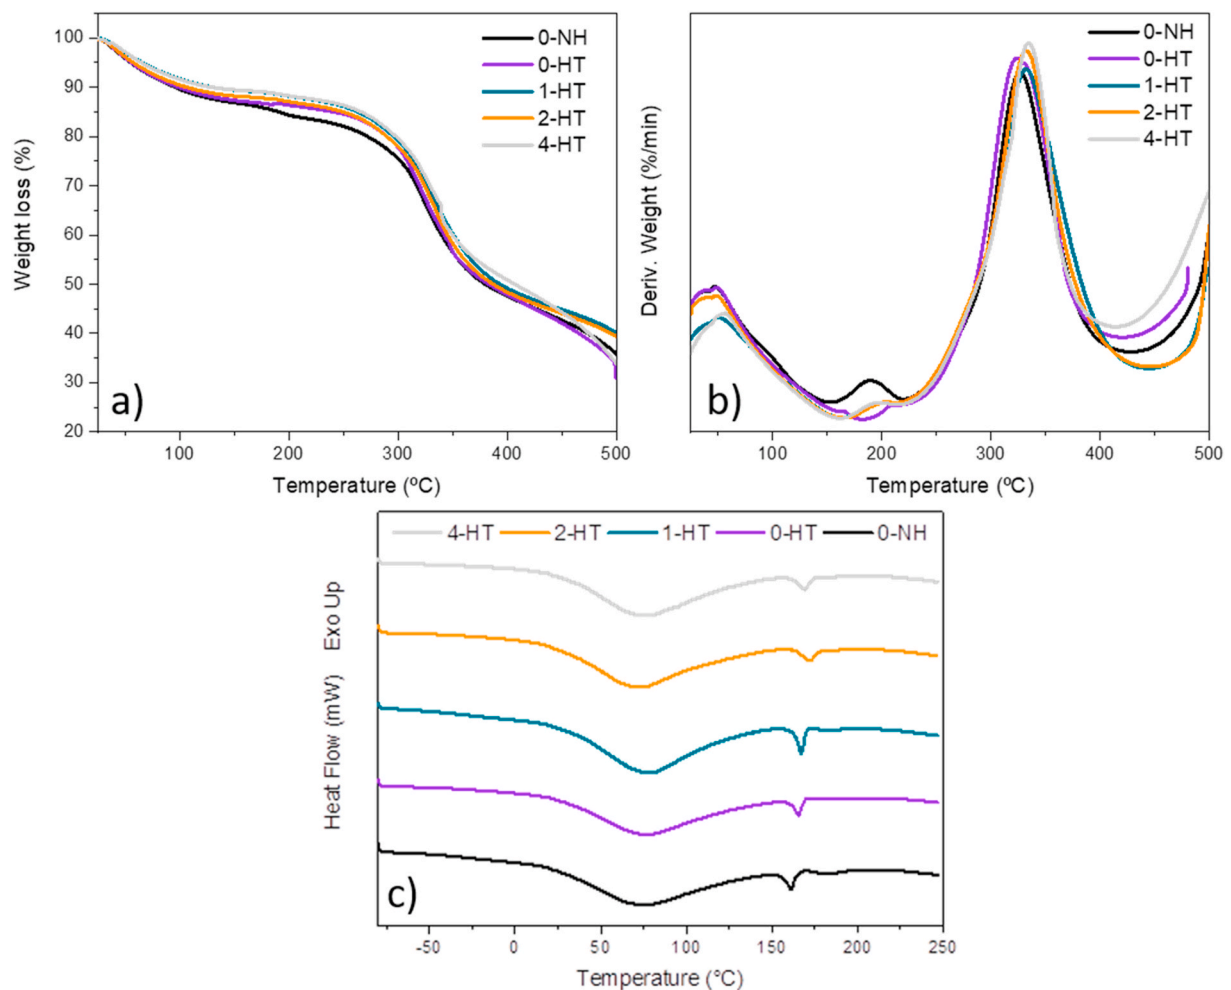 100
90
80
70
60
50
40
30
20
Weight loss (%)
0-NH
0-HT
1-HT
2-HT
4-HT
a)
100
200
300
400
500
Temperature (ºC)
Deriv. Weight (%/min)
0-NH
0-HT
1-HT
2-HT
4-HT
b)
100
200
300
400
500
Temperature (ºC)
4-HT 2-HT 1-HT 0-HT 0-NH
Heat Flow (mW) Exo Up
c)
-50
0
50
100
150
200
250
Temperature (°C)